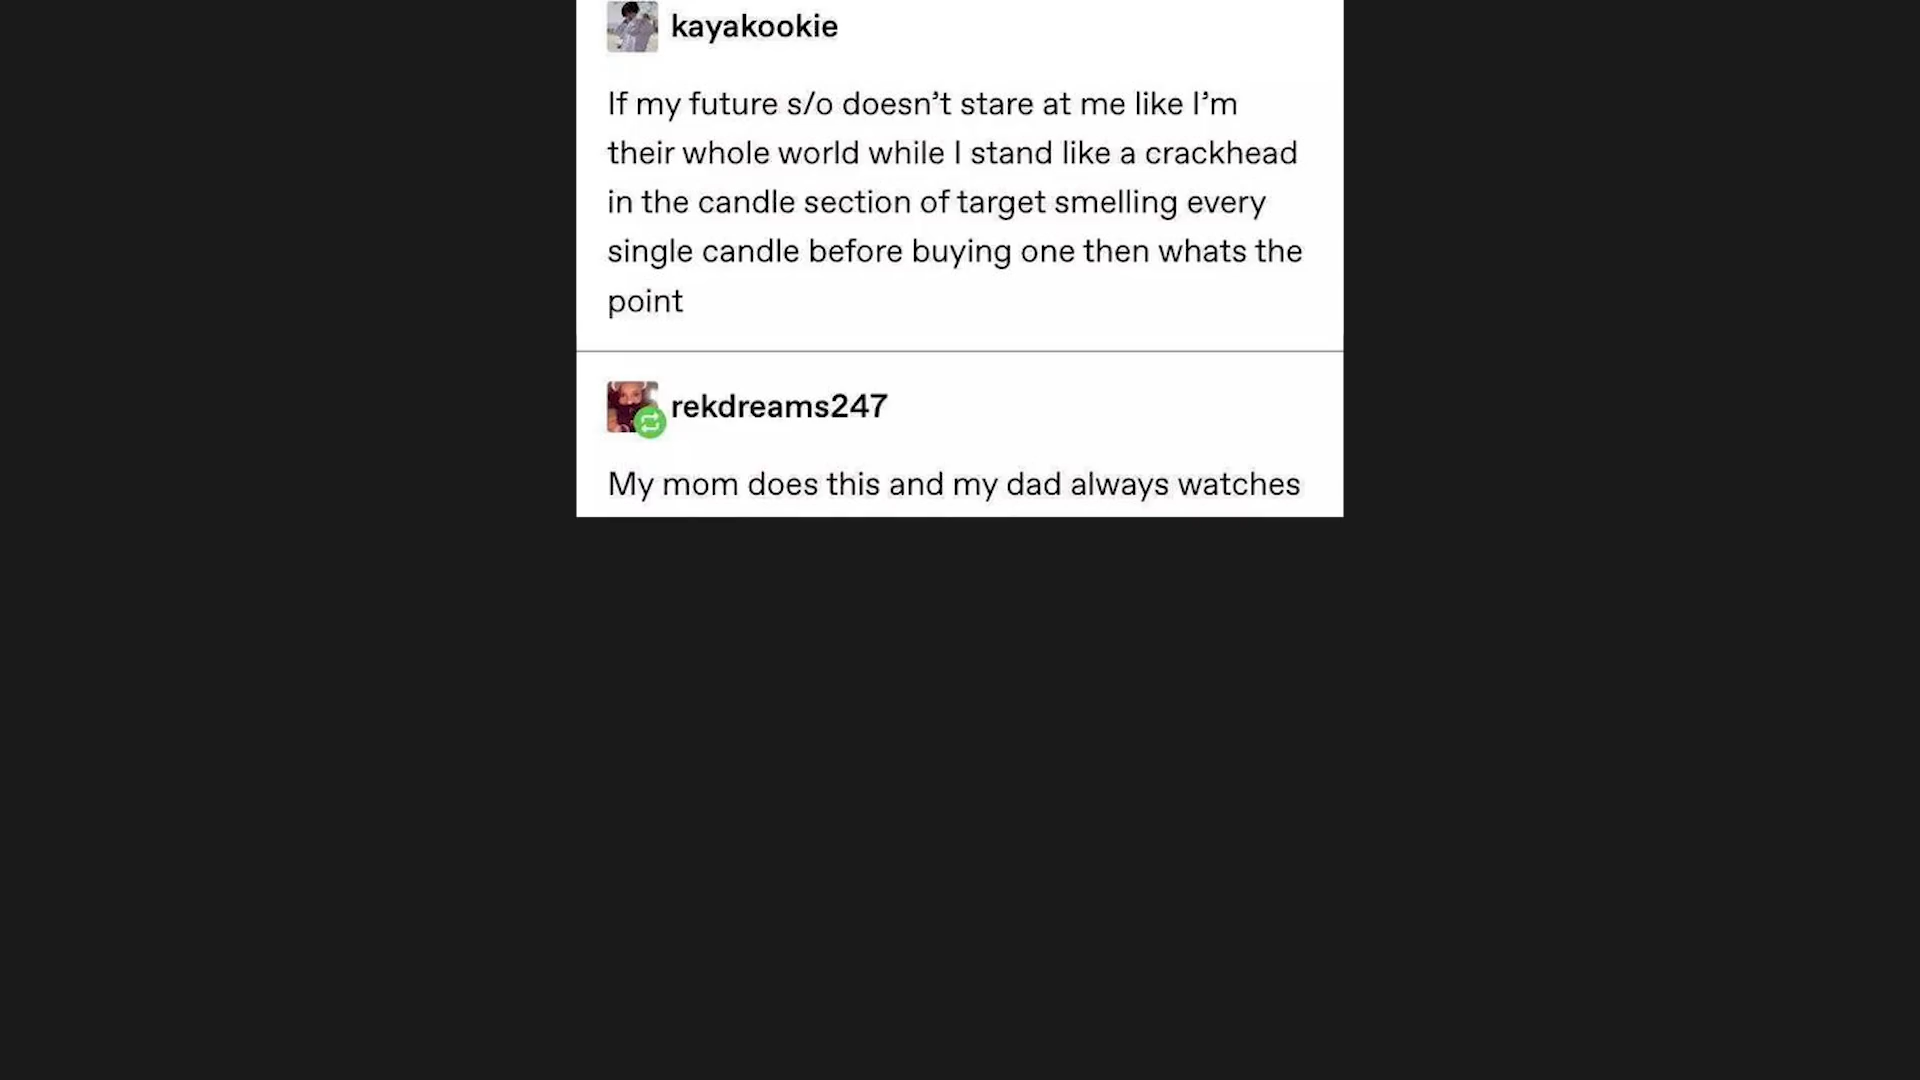 kayakookie
If my future s/o doesn’t stare at me like I’m
their whole world while I stand like a crackhead
in the candle section of target smelling every
single candle before buying one then whats the
point
rekdreams247
My mom does this and my dad always watches